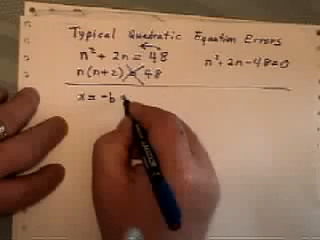 Typical Quadratic Equation Errors
n² + 2n = 48
n² + 2n - 48 = 0
n(n+2) = 48
x = -b